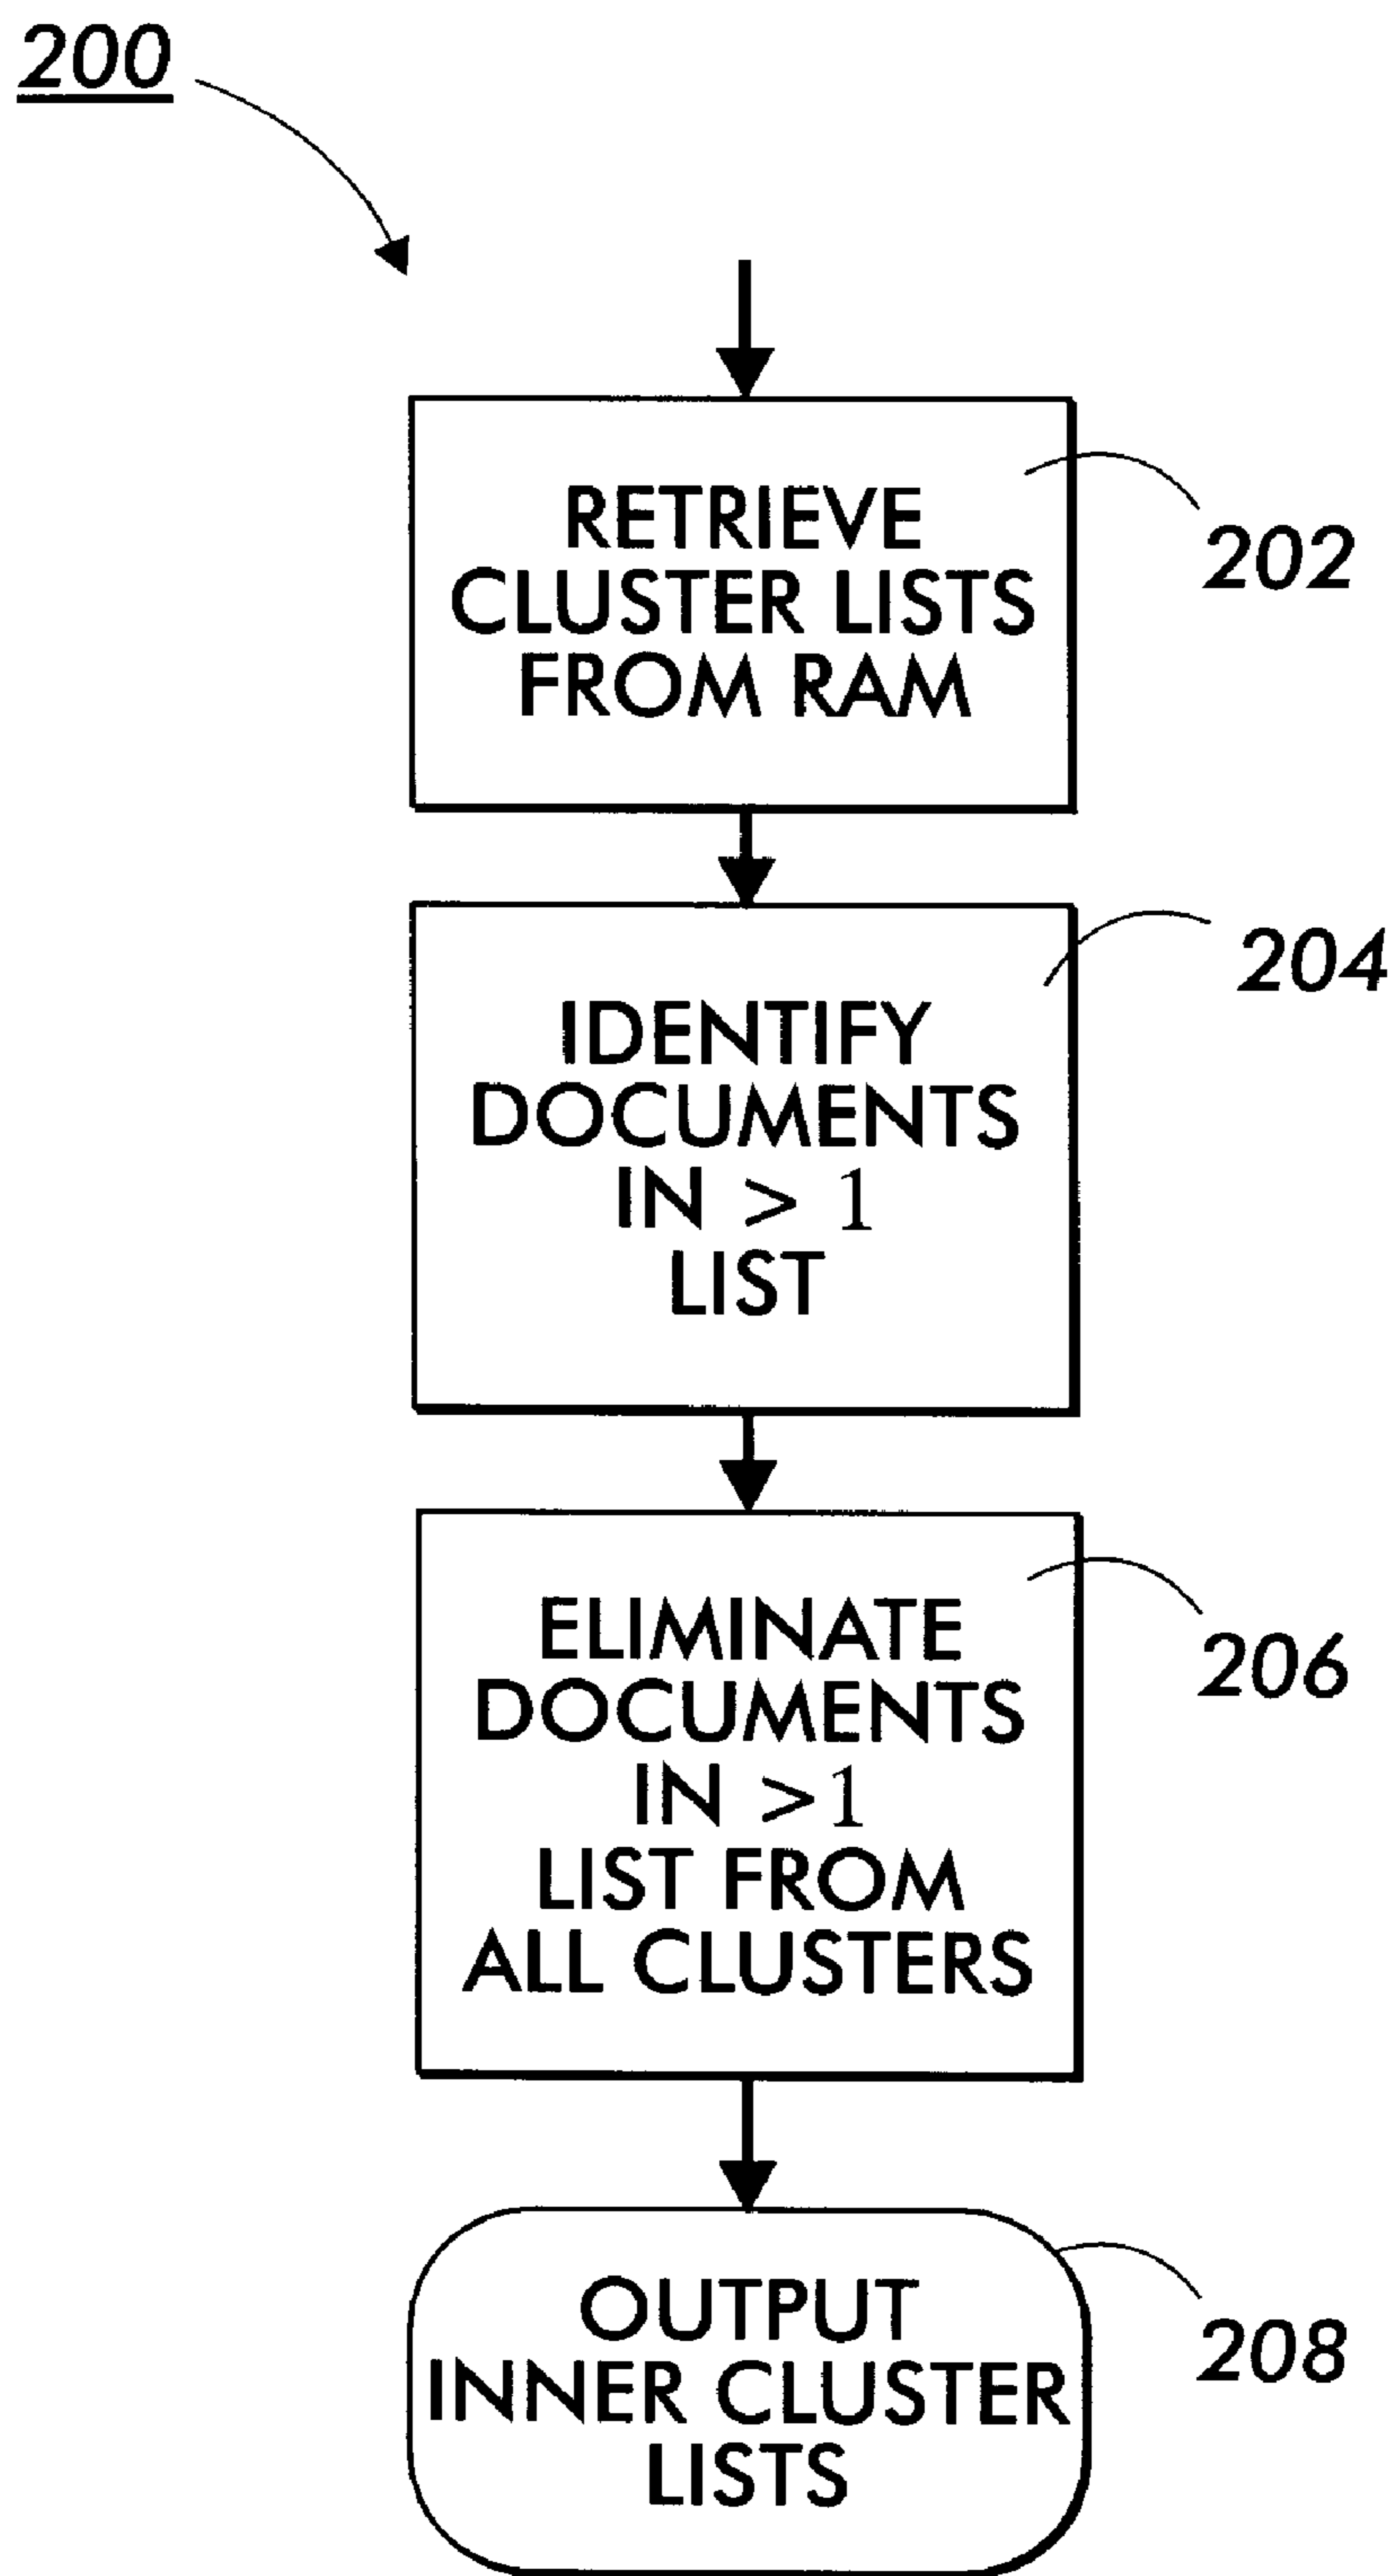 200
RETRIEVE
CLUSTER LISTS
FROM RAM
202
IDENTIFY
DOCUMENTS
IN > 1
LIST
204
ELIMINATE
DOCUMENTS
IN >1
LIST FROM
ALL CLUSTERS
206
OUTPUT
INNER CLUSTER
LISTS
208